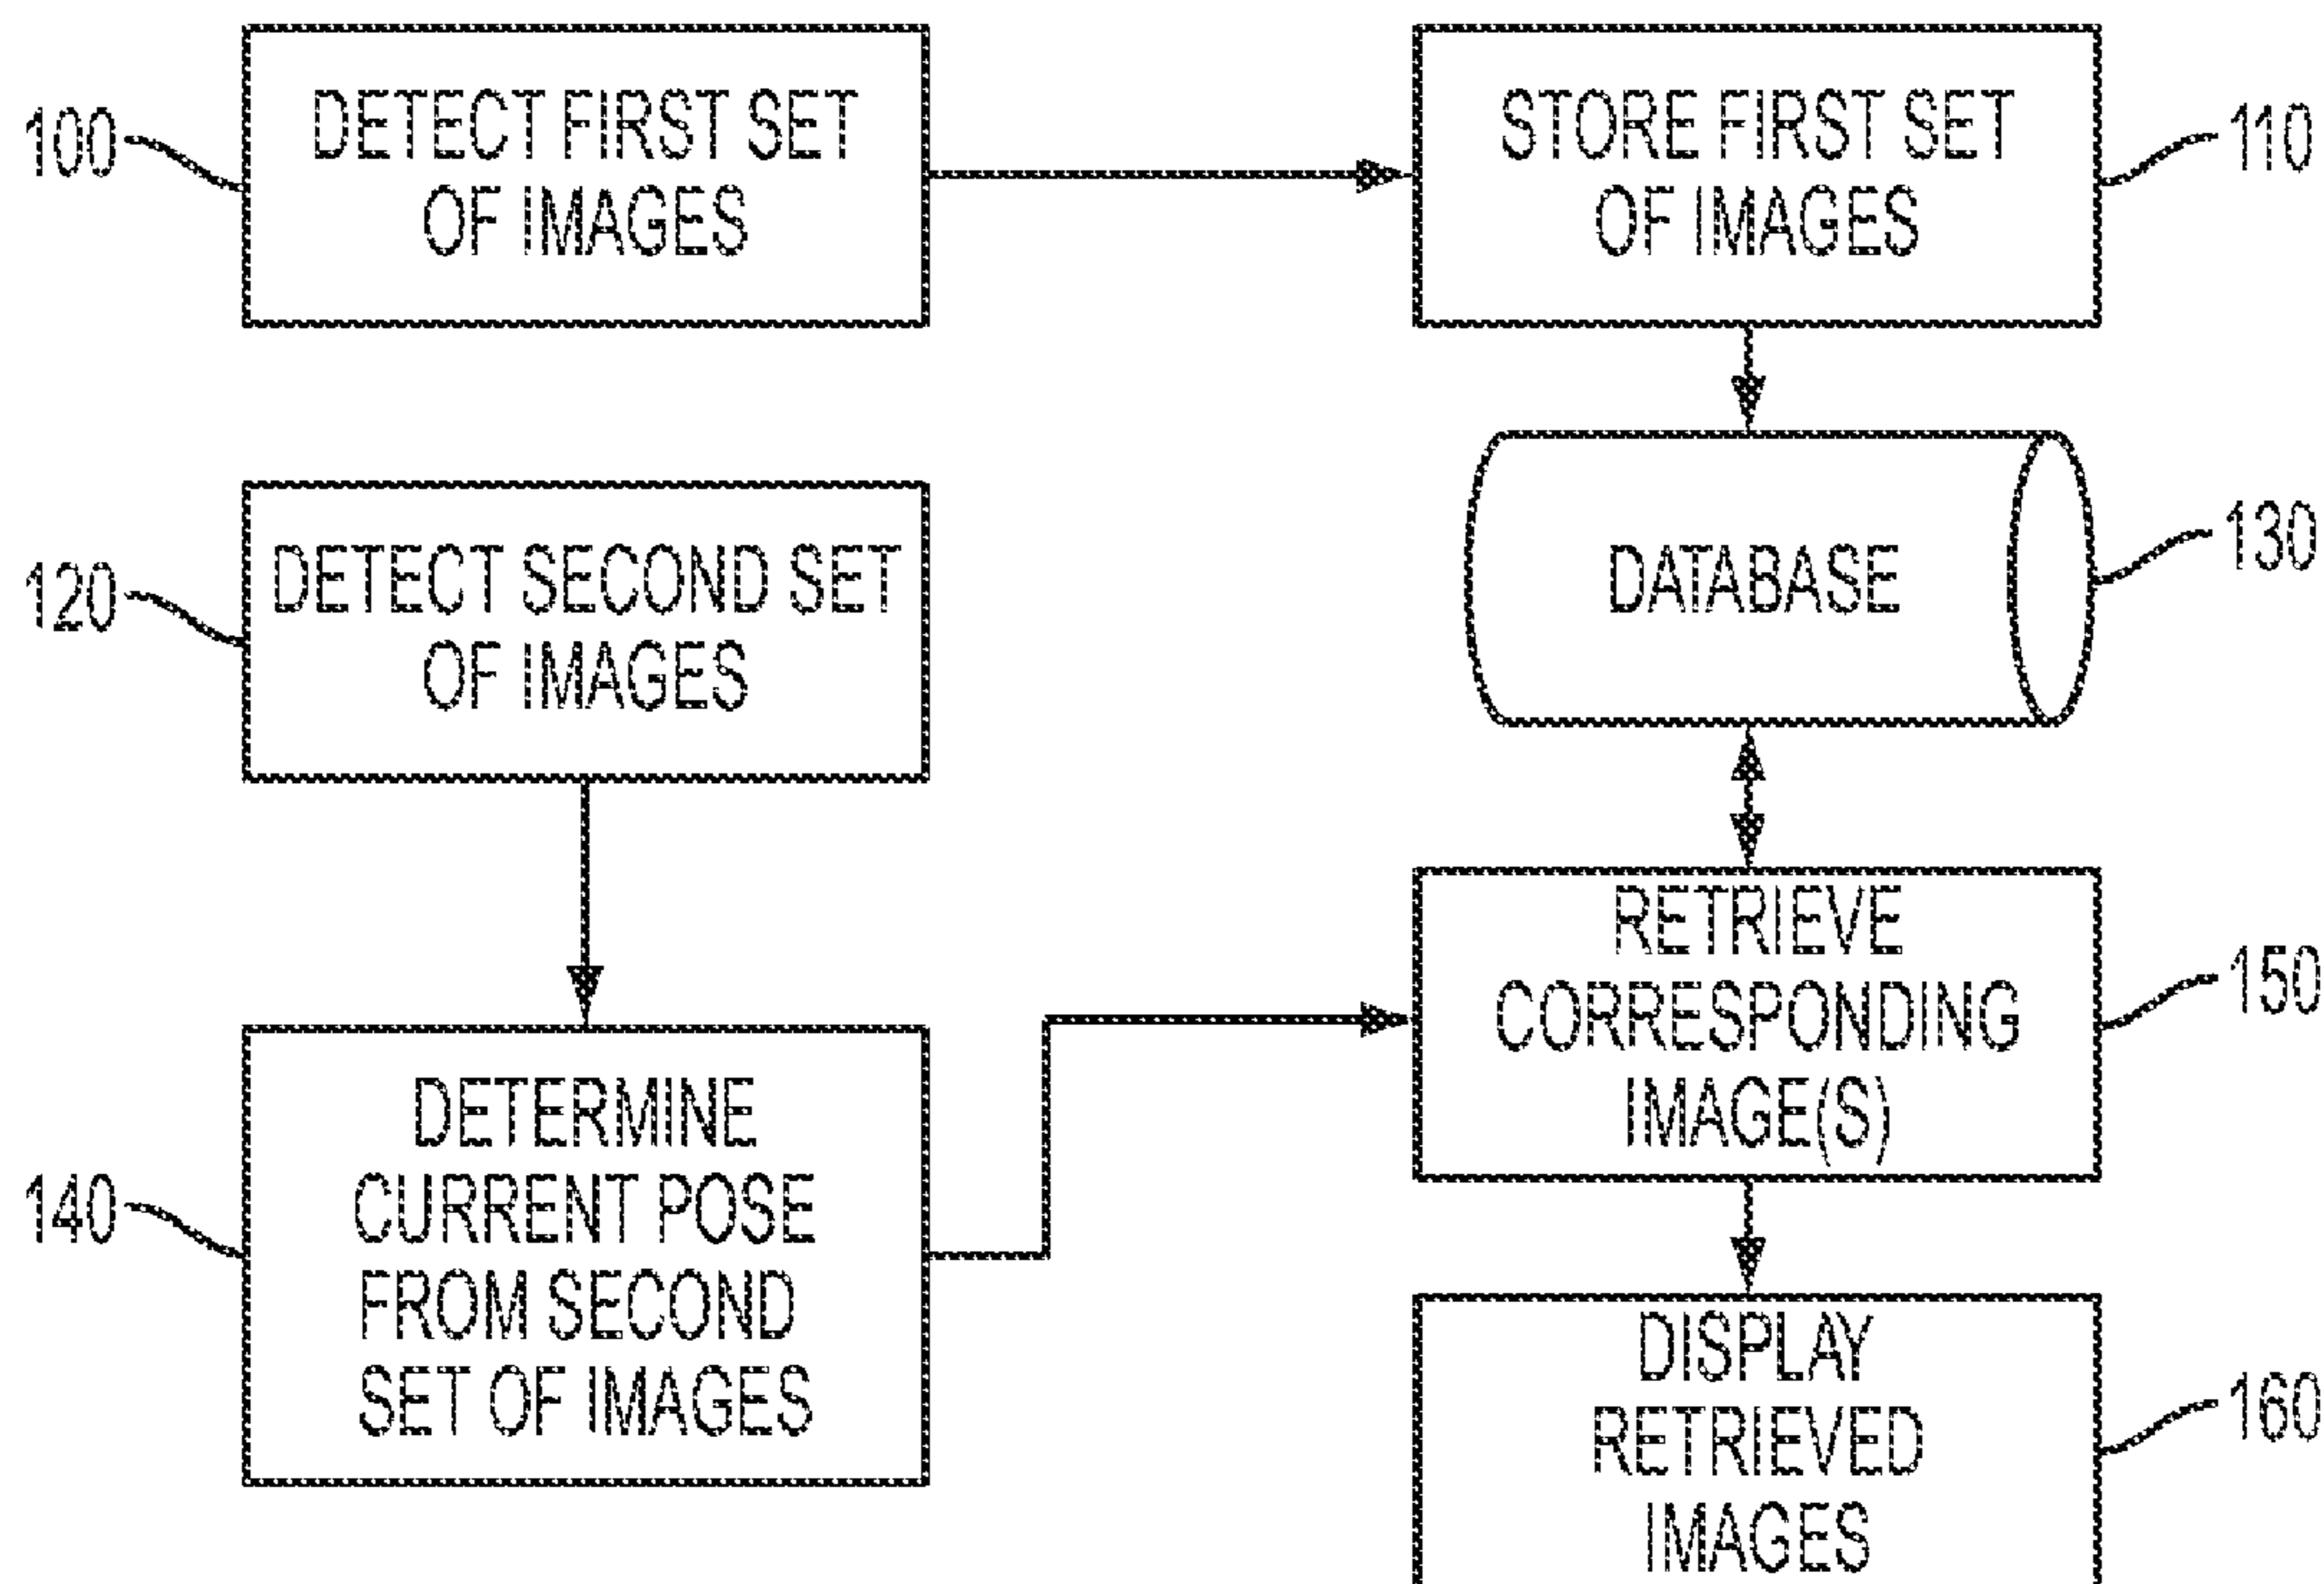 100
DETECT FIRST SET
OF IMAGES
STORE FIRST SET
OF IMAGES
110
120
DETECT SECOND SET
OF IMAGES
DATABASE
130
140
DETERMINE
CURRENT POSE
FROM SECOND
SET OF IMAGES
RETRIEVE
CORRESPONDING
IMAGE(S)
150
DISPLAY
RETRIEVED
IMAGES
160